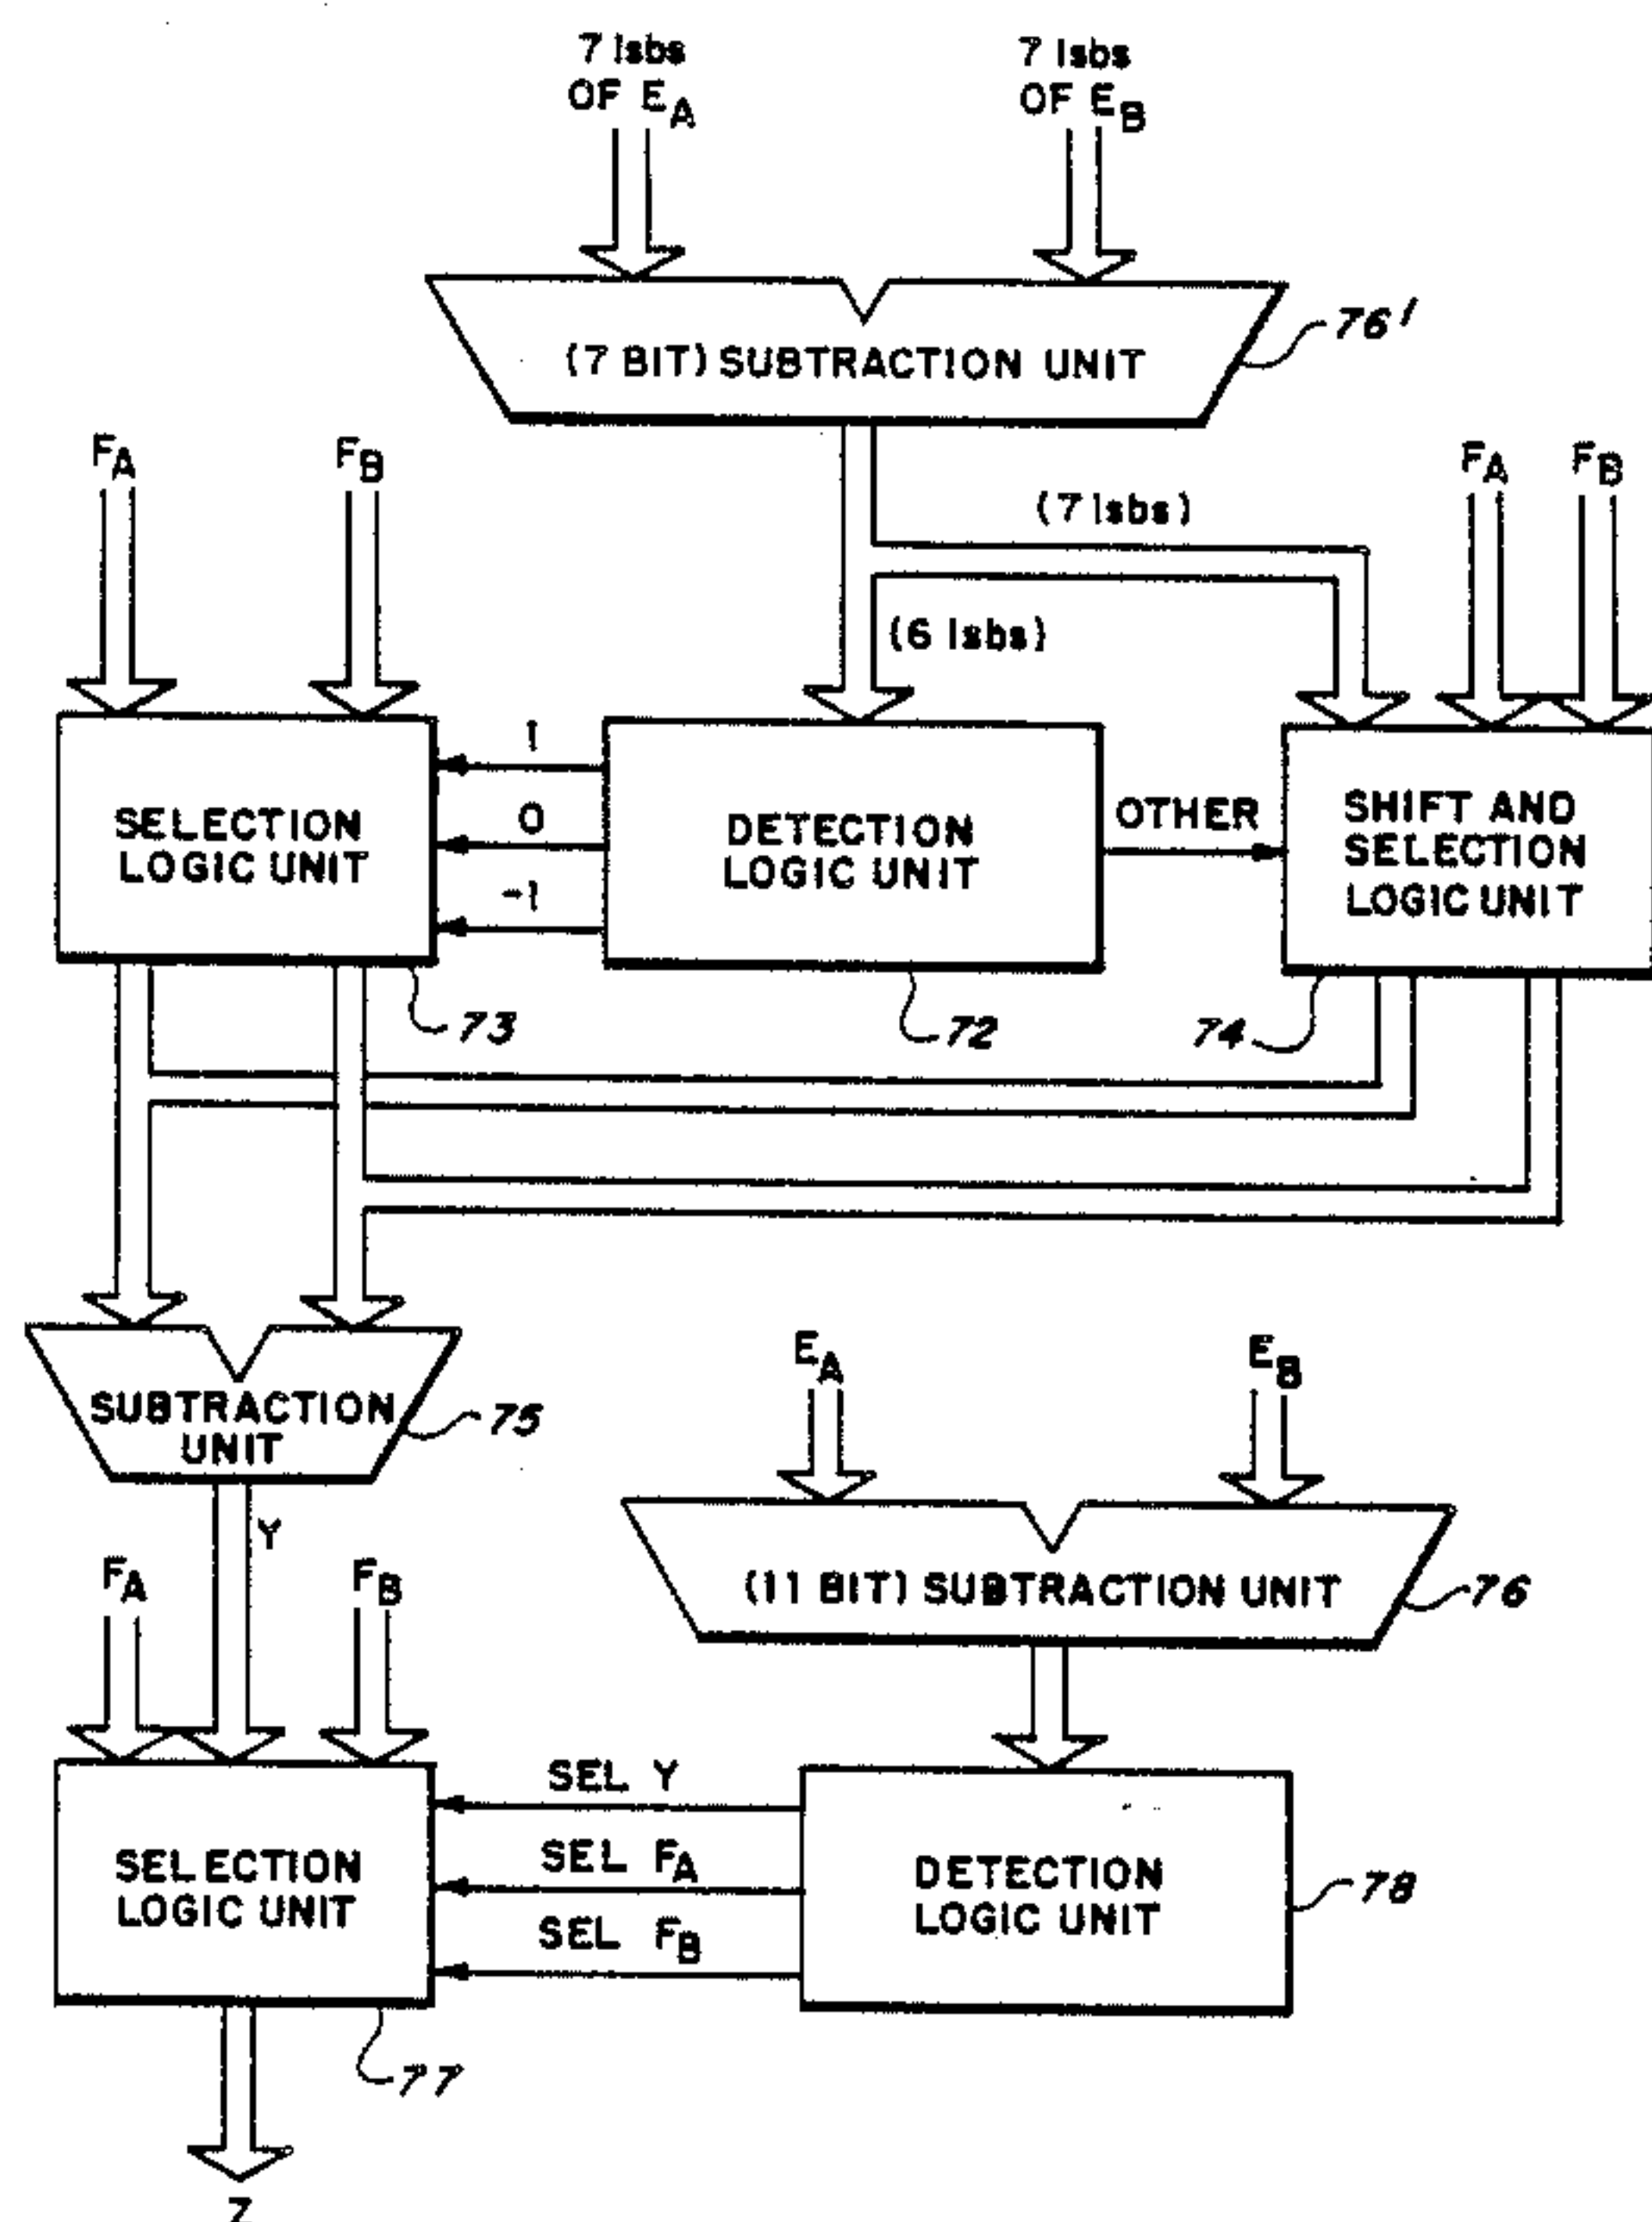 7 lsbs
OF EA
7 lsbs
OF EB
(7 BIT) SUBTRACTION UNIT
76'
FA
FB
(7 lsbs)
FA
FB
(6 lsbs)
SELECTION
LOGIC UNIT
1
0
-1
DETECTION
LOGIC UNIT
OTHER
SHIFT AND
SELECTION
LOGIC UNIT
73
72
74
SUBTRACTION
UNIT
75
EA
EB
(11 BIT) SUBTRACTION UNIT
76
Y
FA
FB
SELECTION
LOGIC UNIT
SEL Y
SEL FA
SEL FB
DETECTION
LOGIC UNIT
78
77
Z